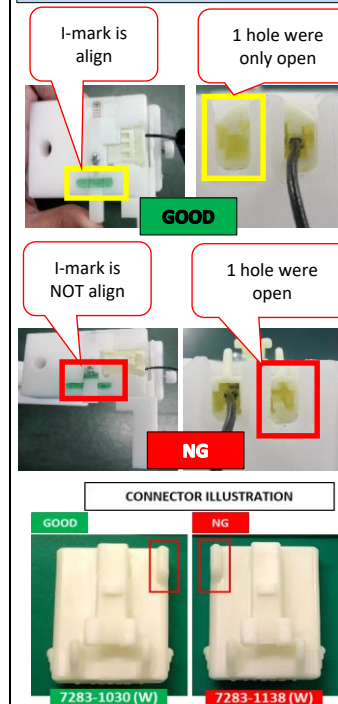 I-mark is
align
1 hole were
only open
GOOD
I-mark is
NOT align
1 hole were
open
NG
CONNECTOR ILLUSTRATION
GOOD
NG
7283-1030 (W)
7283-1138 (W)